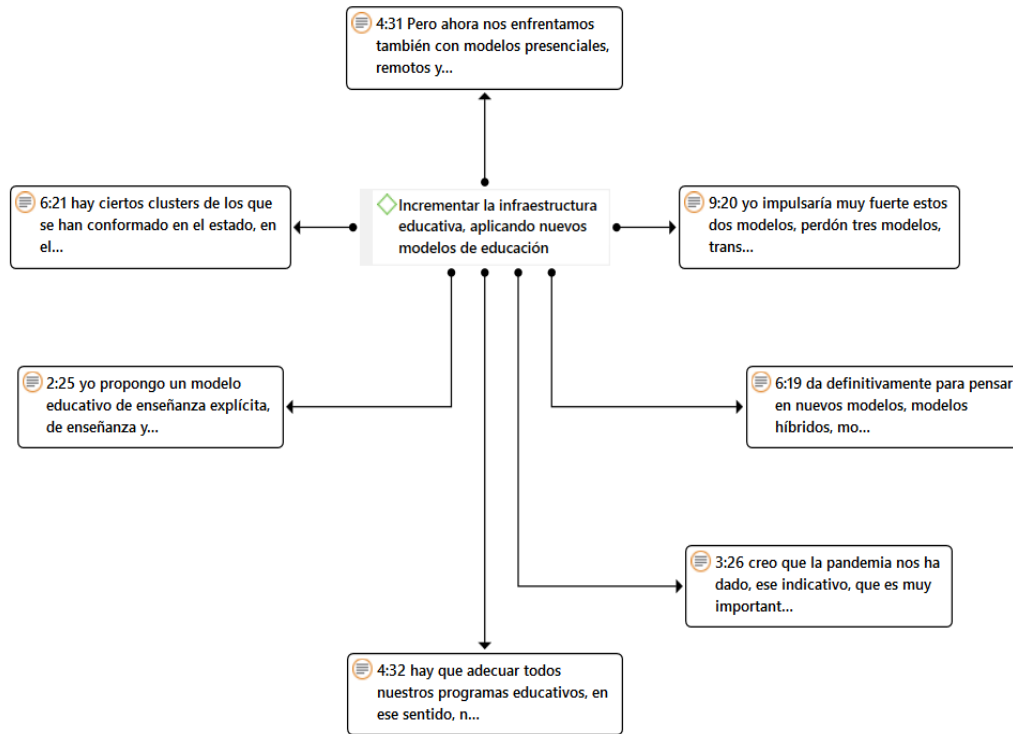 4:31 Pero ahora nos enfrentamos
también con modelos presenciales,
remotos y...
6:21 hay ciertos clusters de los que
se han conformado en el estado, en
el...
Incrementar la infraestructura
educativa, aplicando nuevos
modelos de educación
9:20 yo impulsaría muy fuerte estos
dos modelos, perdón tres modelos,
trans...
2:25 yo propongo un modelo
educativo de enseñanza explícita,
de enseñanza y...
6:19 da definitivamente para pensar
en nuevos modelos, modelos
híbridos, mo...
3:26 creo que la pandemia nos ha
dado, ese indicativo, que es muy
important...
4:32 hay que adecuar todos
nuestros programas educativos, en
ese sentido, n...